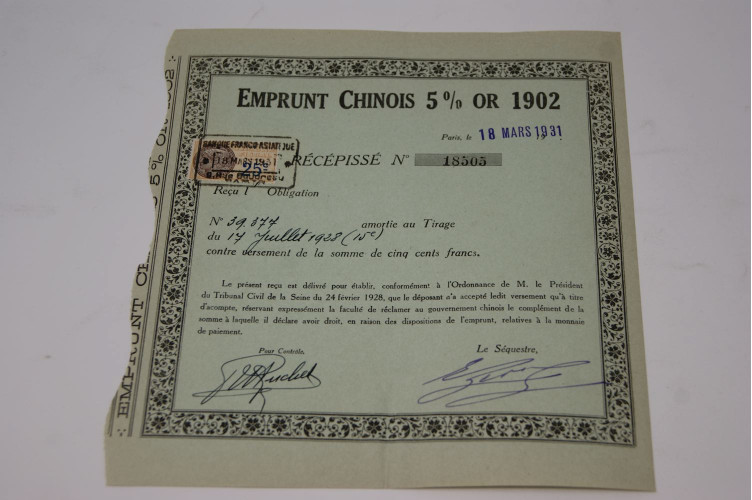 EMPRUNT CHINOIS 5 % OR 1902
Paris, le 18 MARS 1931
BANQUE FRANCO-ASIATIQUE
18 MARS 1931
25
RÉCÉPISSÉ N° 18505
Reçu 1 Obligation
N° 39,377 amortie au Tirage
du 17 Juillet 1928 (15e)
contre versement de la somme de cinq cents francs.
Le présent reçu est délivré pour établir, conformément à l'Ordonnance de M. le Président
du Tribunal Civil de la Seine du 24 février 1928, que le déposant n'a accepté ledit versement qu'à titre
d'acompte, réservant expressément la faculté de réclamer au gouvernement chinois le complément de la
somme à laquelle il déclare avoir droit, en raison des dispositions de l'emprunt, relatives à la monnaie
de paiement.
Pour Contrôle,
Le Séquestre,
EMPRUNT